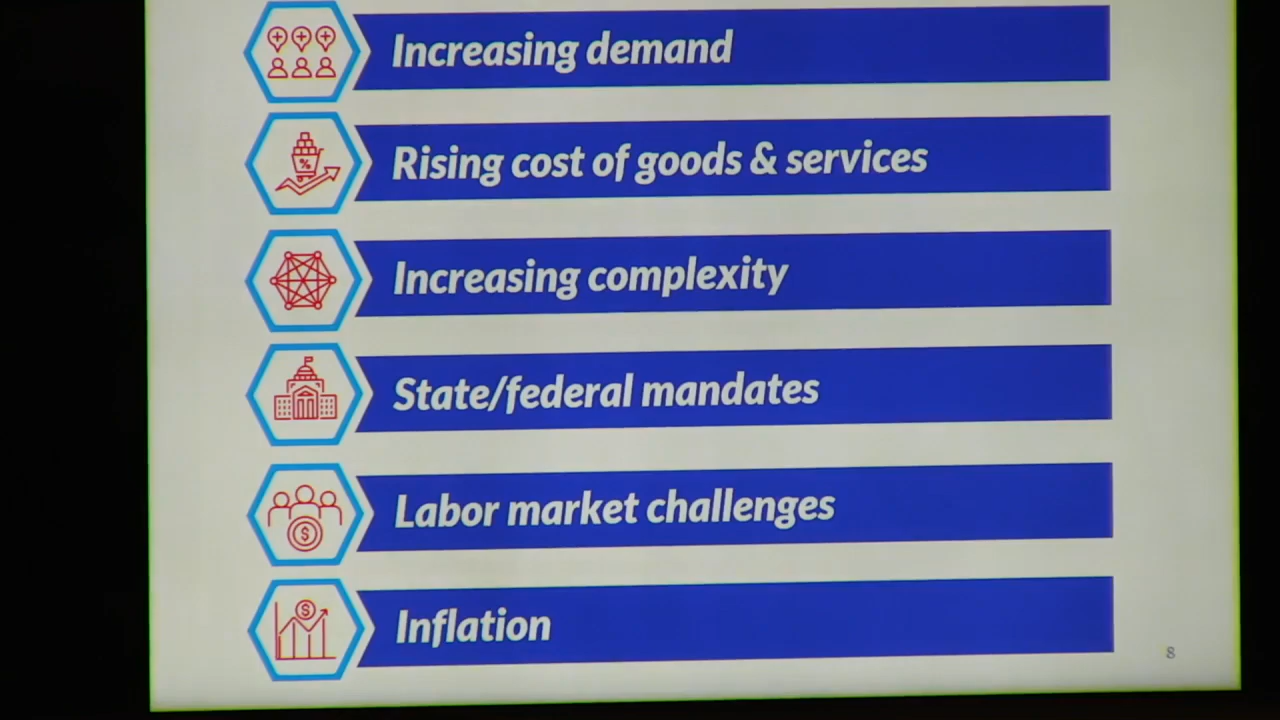 Increasing demand
Rising cost of goods & services
Increasing complexity
State/federal mandates
Labor market challenges
Inflation
8